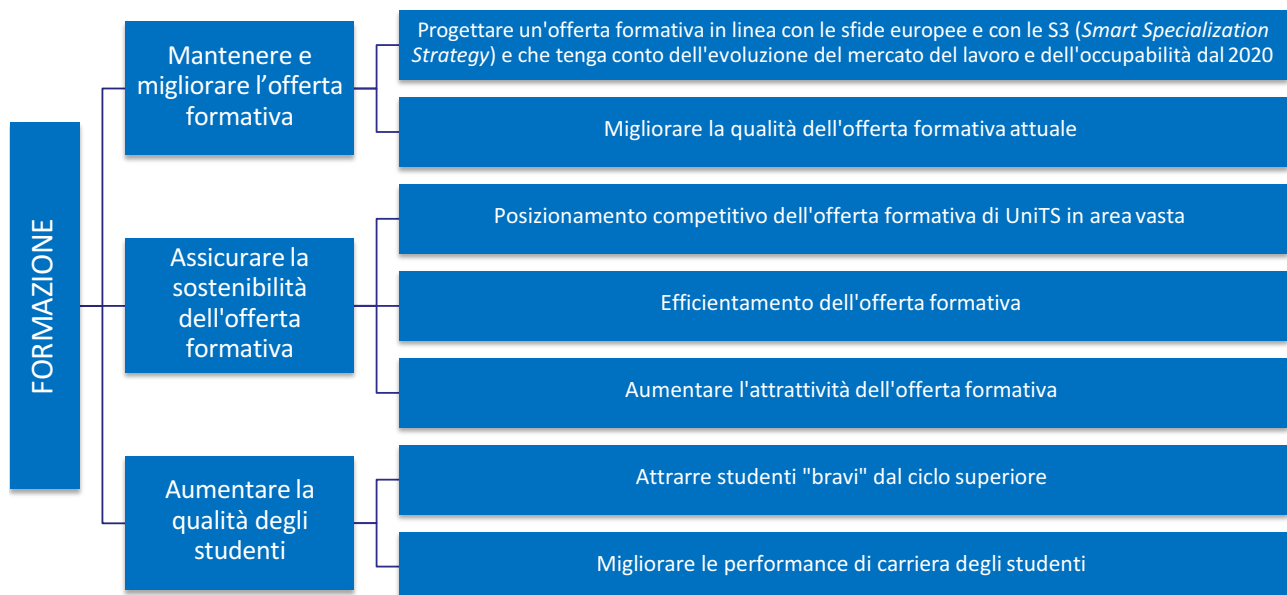 FORMAZIONE
Mantenere e
migliorare l’offerta
formativa
Progettare un'offerta formativa in linea con le sfide europee e con le S3 (Smart Specialization
Strategy) e che tenga conto dell'evoluzione del mercato del lavoro e dell'occupabilità dal 2020
Migliorare la qualità dell'offerta formativa attuale
Assicurare la
sostenibilità
dell'offerta
formativa
Posizionamento competitivo dell'offerta formativa di UniTS in area vasta
Efficientamento dell'offerta formativa
Aumentare l'attrattività dell'offerta formativa
Aumentare la
qualità degli
studenti
Attrarre studenti "bravi" dal ciclo superiore
Migliorare le performance di carriera degli studenti